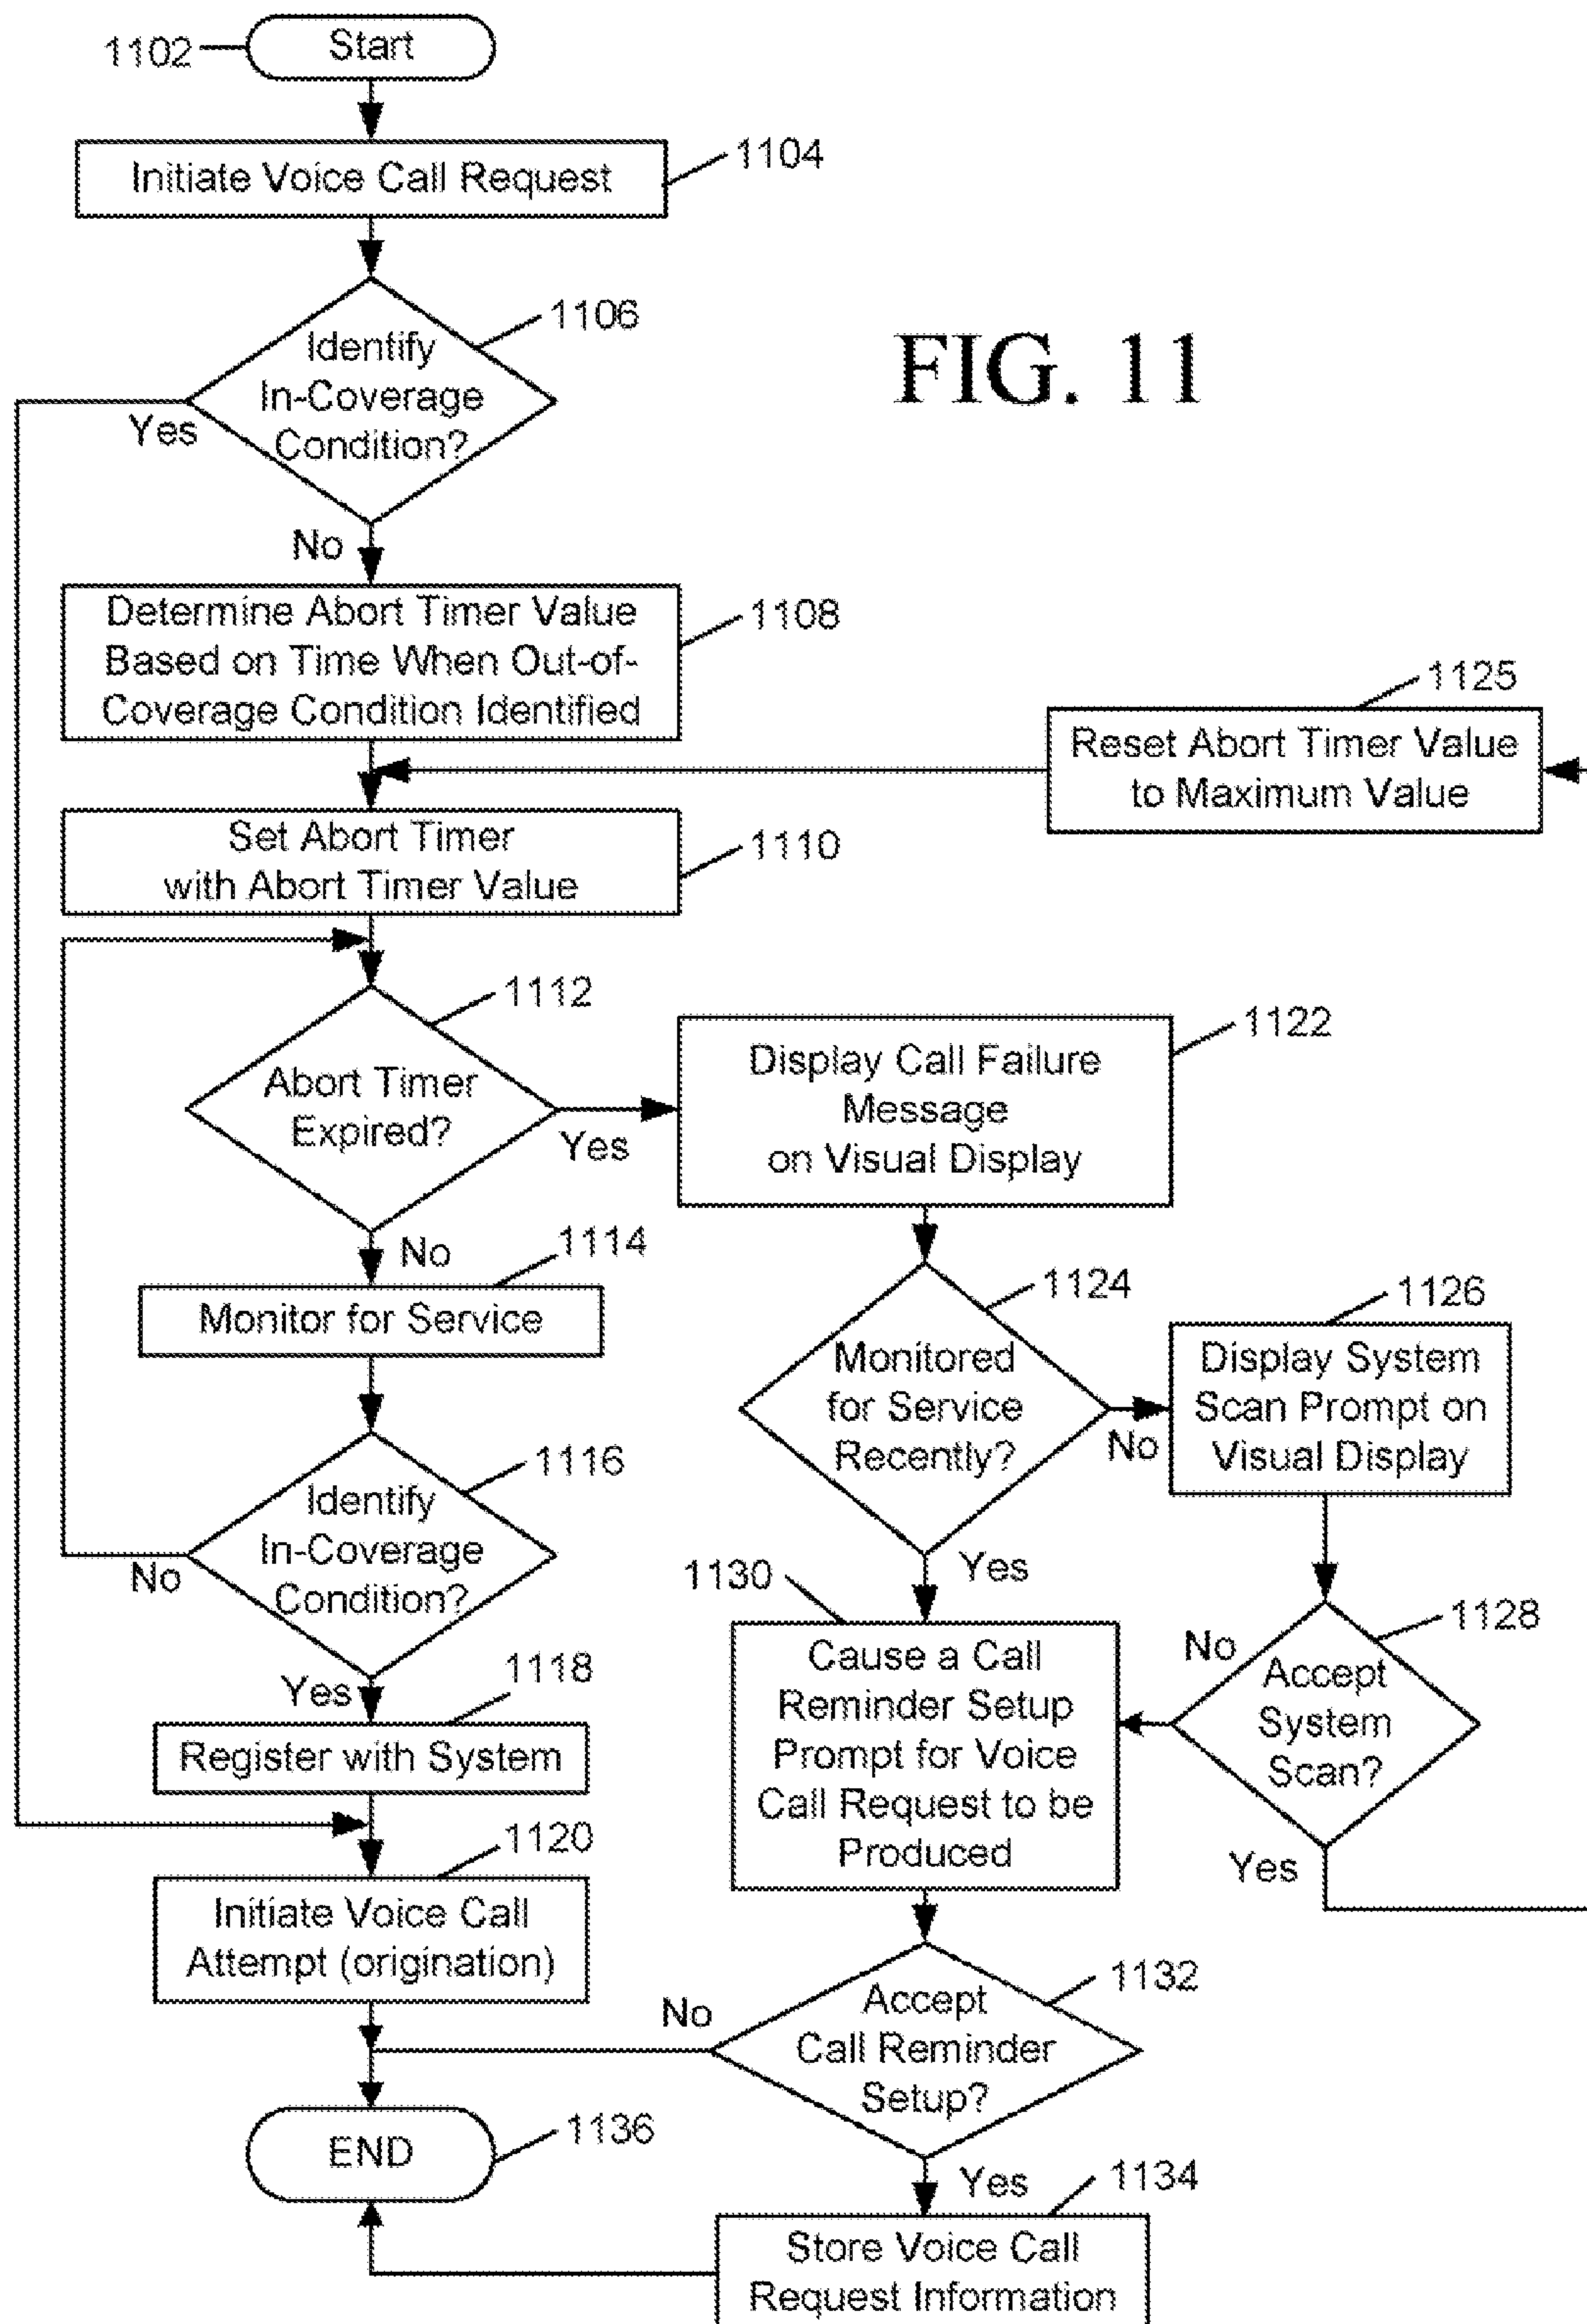 1102
Start
Initiate Voice Call Request
1104
1106
Identify
In-Coverage
Condition?
Yes
No
FIG. 11
Determine Abort Timer Value
Based on Time When Out-of-
Coverage Condition Identified
1108
1125
Reset Abort Timer Value
to Maximum Value
Set Abort Timer
with Abort Timer Value
1110
1112
Abort Timer
Expired?
Yes
No
1122
Display Call Failure
Message
on Visual Display
1114
Monitor for Service
1124
Monitored
for Service
Recently?
No
Yes
1126
Display System
Scan Prompt on
Visual Display
1116
Identify
In-Coverage
Condition?
No
Yes
1128
No
Accept
System
Scan?
Yes
1130
Cause a Call
Reminder Setup
Prompt for Voice
Call Request to be
Produced
1118
Register with System
1120
Initiate Voice Call
Attempt (origination)
1132
No
Accept
Call Reminder
Setup?
Yes
END
1136
1134
Store Voice Call
Request Information